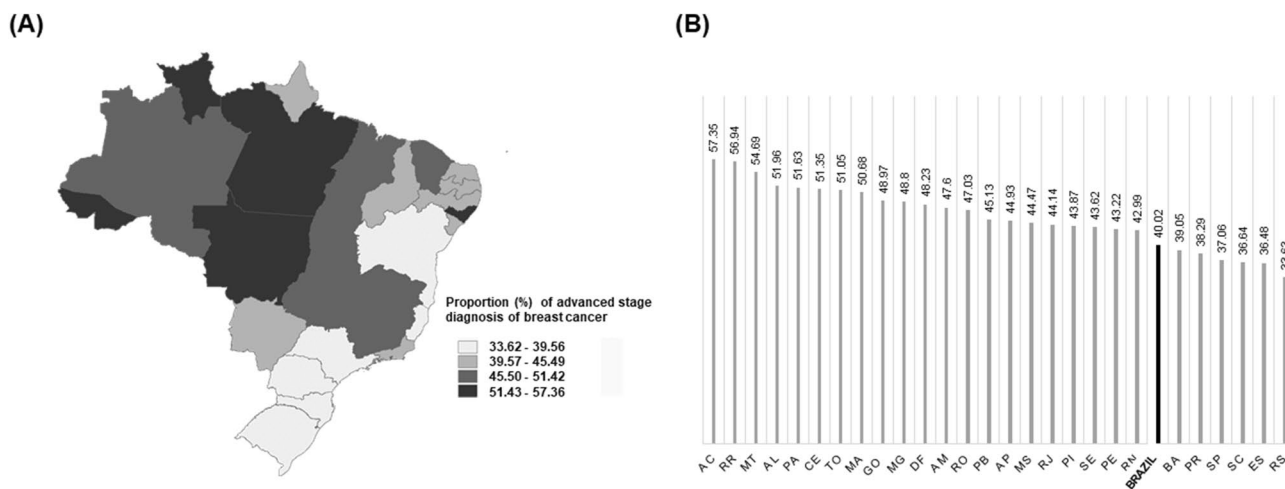 (A)
(B)
Proportion (%) of advanced stage
diagnosis of breast cancer
33.62 - 39.56
39.57 - 45.49
45.50 - 51.42
51.43 - 57.36
57.35
56.94
54.69
51.96
51.63
51.35
51.05
50.68
48.97
48.8
48.23
47.6
47.03
45.13
44.93
44.47
44.14
43.87
43.62
43.22
42.99
40.02
39.05
38.29
37.06
36.64
36.48
AC
RR
MT
AL
PA
CE
TO
MA
GO
MG
DF
AM
RO
PB
AP
MS
RJ
PI
SE
PE
RN
BRAZIL
BA
PR
SP
SC
ES
RS